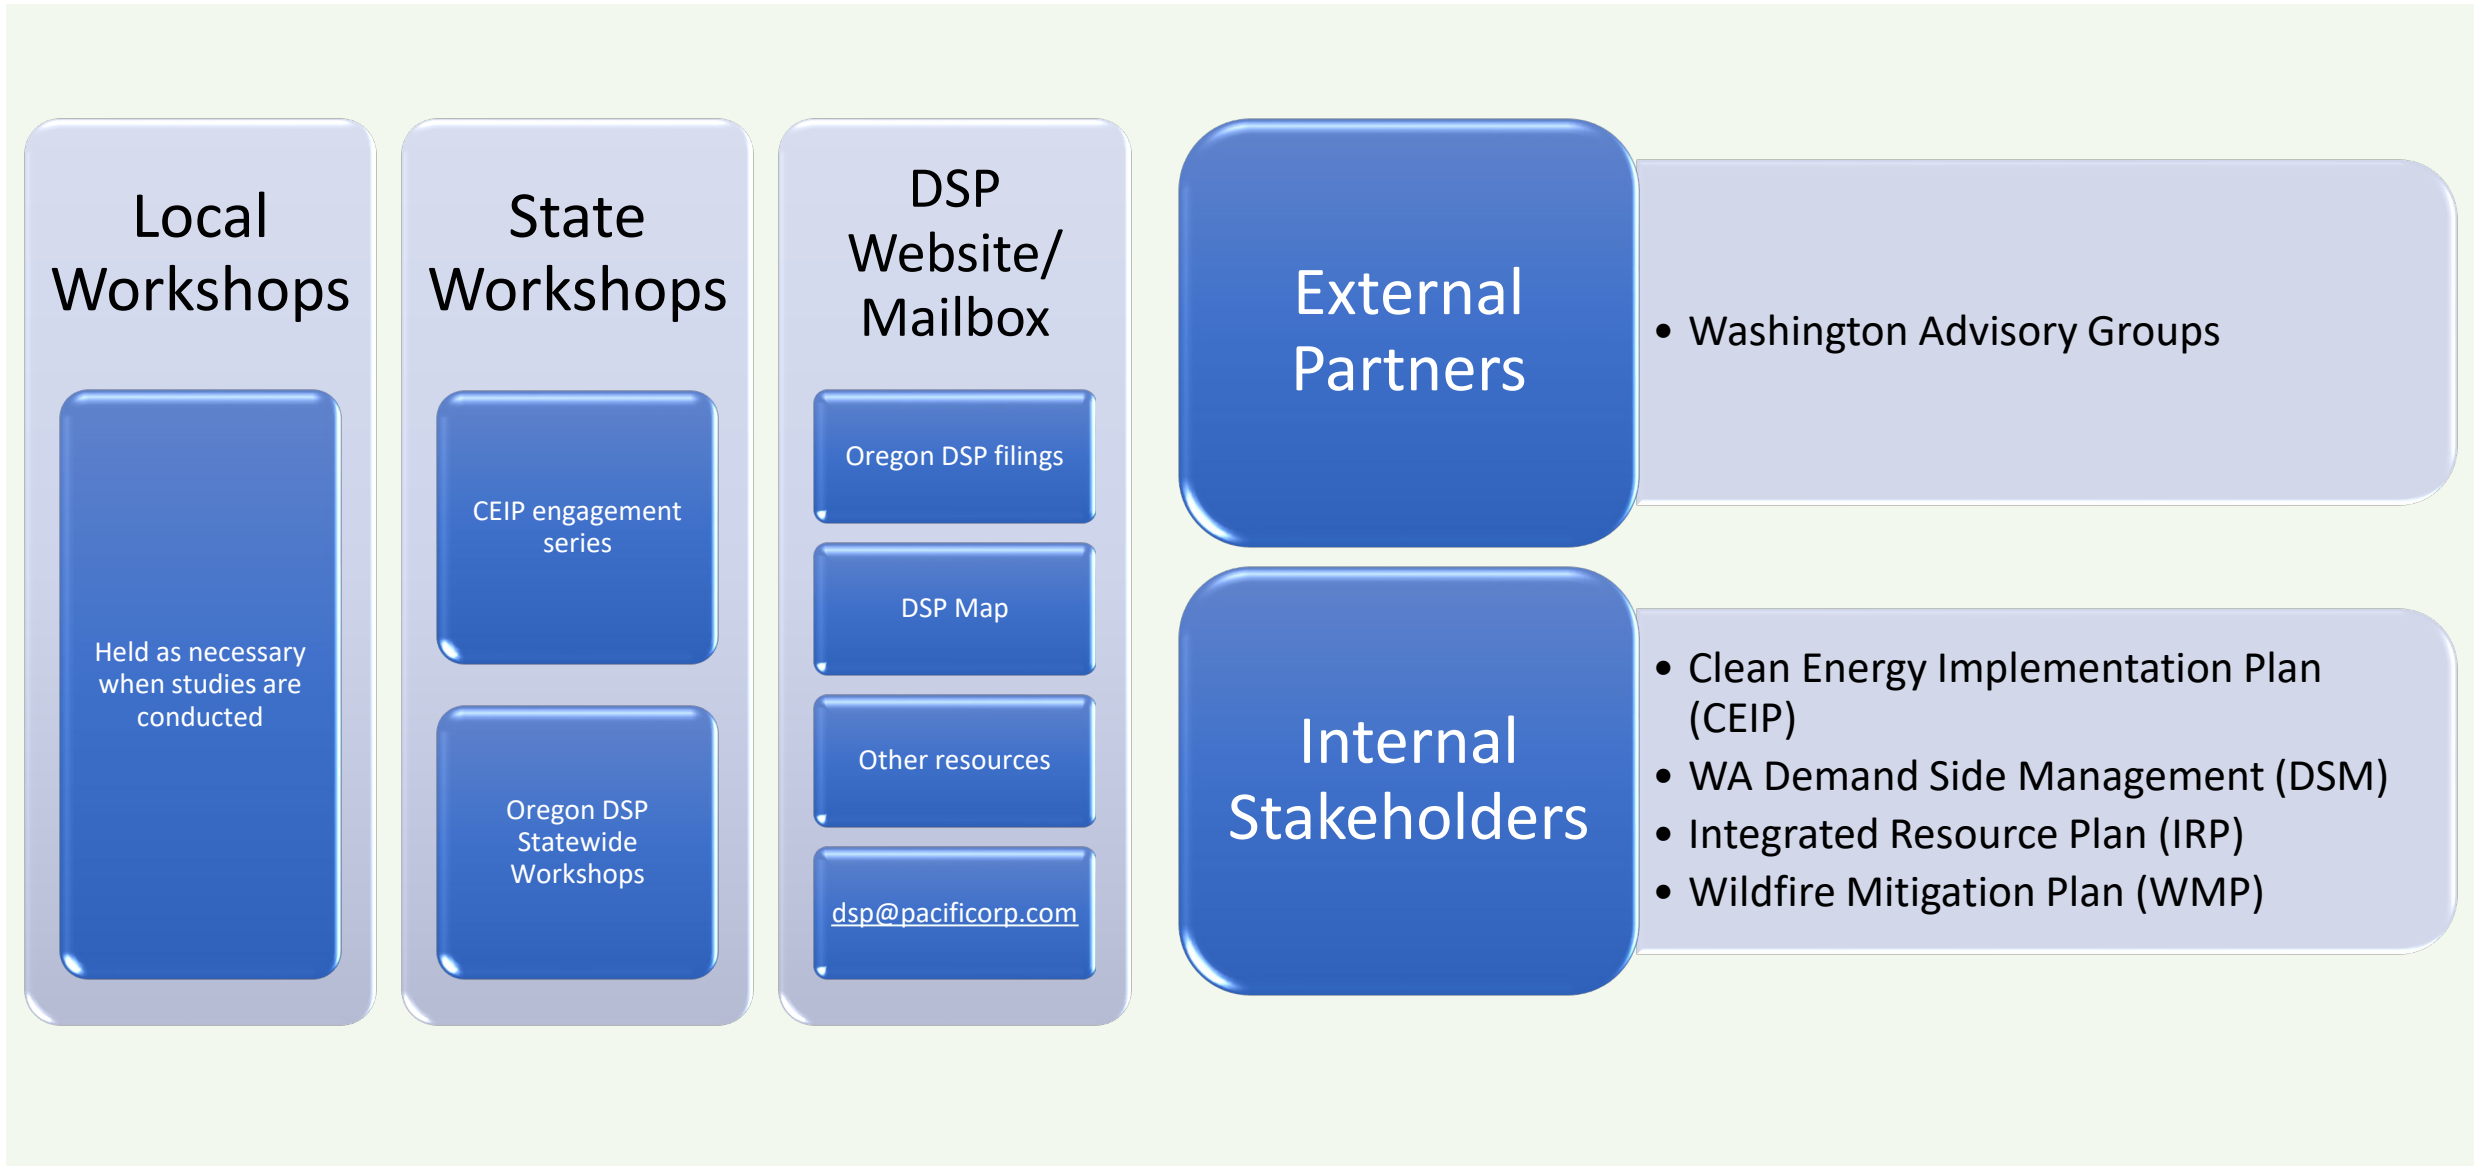 Local
Workshops
Held as necessary
when studies are
conducted
State
Workshops
CEIP engagement
series
Oregon DSP
Statewide
Workshops
DSP
Website/
Mailbox
Oregon DSP filings
DSP Map
Other resources
dsp@pacificorp.com
External
Partners
• Washington Advisory Groups
Internal
Stakeholders
• Clean Energy Implementation Plan
(CEIP)
• WA Demand Side Management (DSM)
• Integrated Resource Plan (IRP)
• Wildfire Mitigation Plan (WMP)